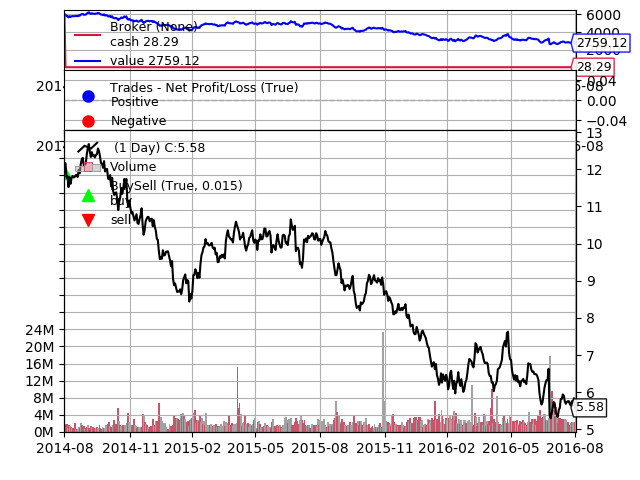 Broker (None)
cash 28.29
value 2759.12
6000
4000
2000
2759.12
28.29
Trades - Net Profit/Loss (True)
Positive
Negative
0.04
0.00
−0.04
(1 Day) C:5.58
Volume
BuySell (True, 0.015)
buy
sell
13
12
11
10
9
8
7
6
5.58
5
24M
20M
16M
12M
8M
4M
0M
2014-08 2014-11 2015-02 2015-05 2015-08 2015-11 2016-02 2016-05 2016-08